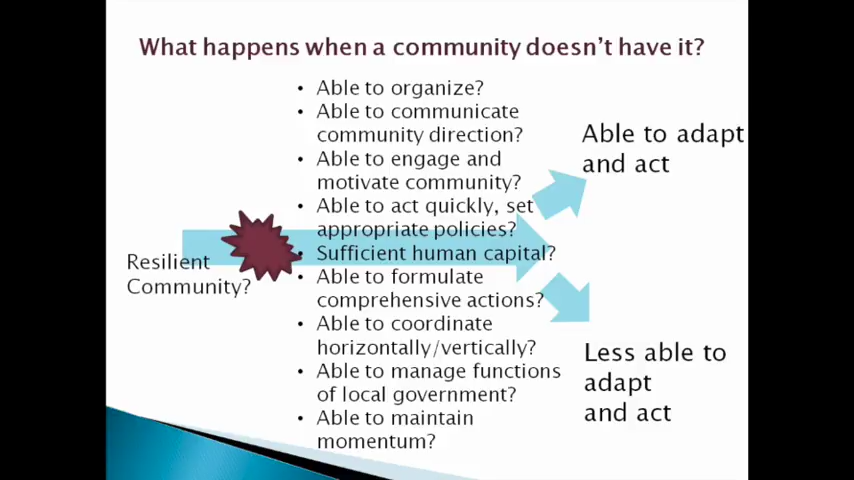 What happens when a community doesn't have it?
• Able to organize?
• Able to communicate
community direction?
• Able to engage and
motivate community?
• Able to act quickly, set
appropriate policies?
• Sufficient human capital?
• Able to formulate
comprehensive actions?
• Able to coordinate
horizontally/vertically?
• Able to manage functions
of local government?
• Able to maintain
momentum?
Resilient
Community?
Able to adapt
and act
Less able to
adapt
and act